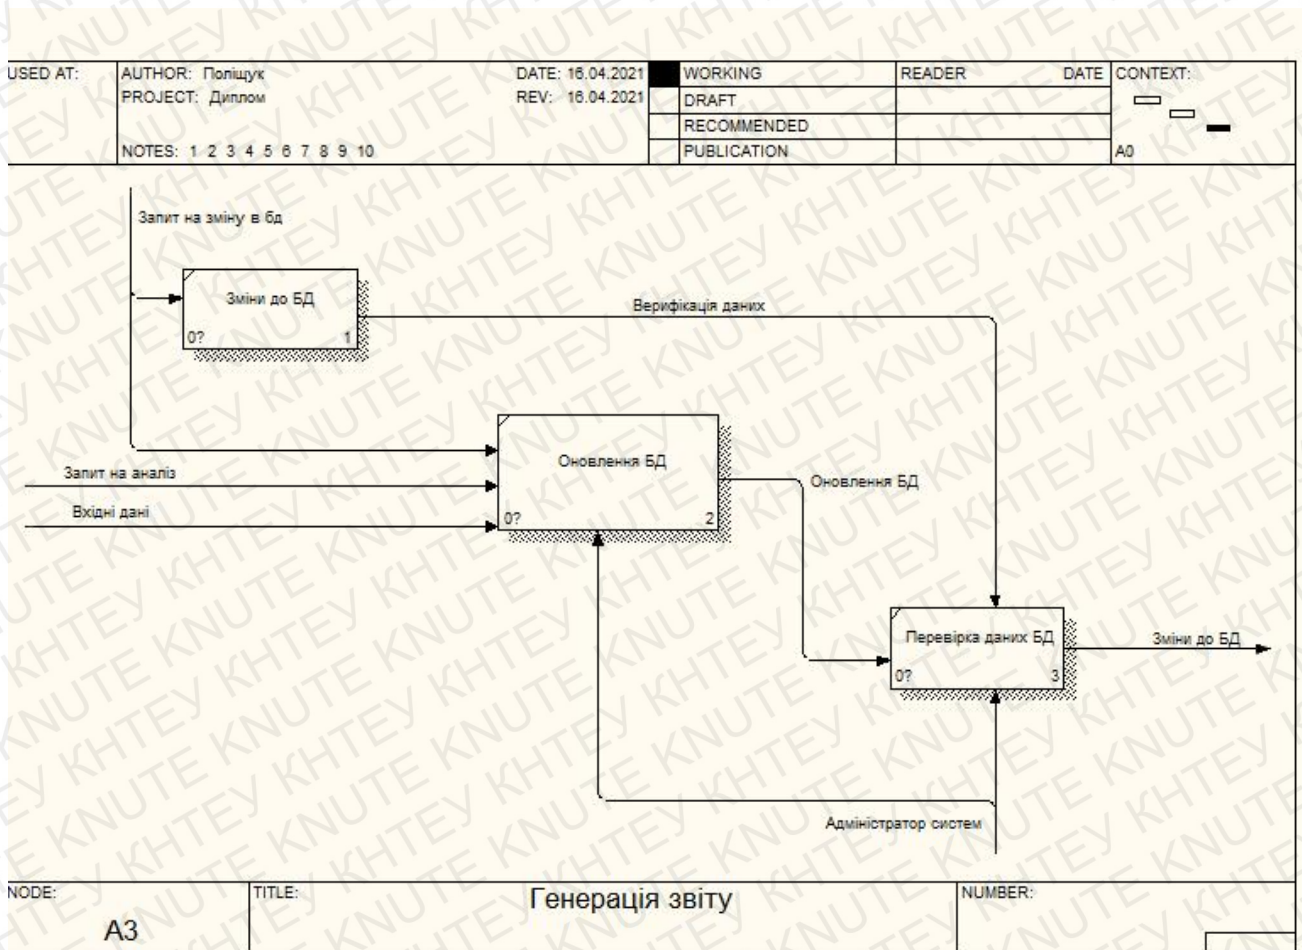 USED AT: AUTHOR: Поліщук DATE: 16.04.2021 WORKING READER DATE CONTEXT:
PROJECT: Диплом REV: 16.04.2021 DRAFT
RECOMMENDED
NOTES: 1 2 3 4 5 6 7 8 9 10 PUBLICATION A0
Запит на зміну в бд
Зміни до БД
0? 1
Верифікація даних
Оновлення БД
0? 2
Запит на аналіз
Вхідні дані
Оновлення БД
Перевірка даних БД
0? 3
Зміни до БД
Адміністратор систем
NODE: TITLE: Генерація звіту NUMBER:
A3